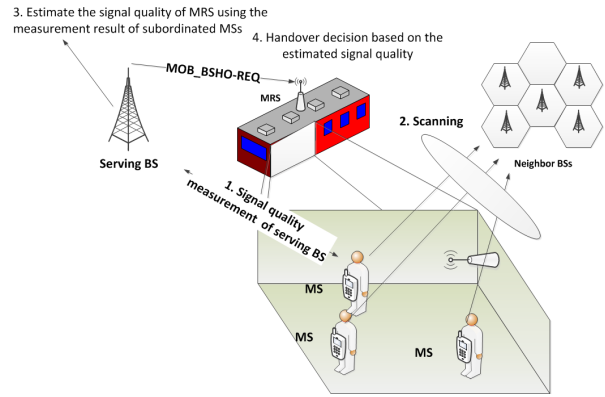 3. Estimate the signal quality of MRS using the
measurement result of subordinated MSs
4. Handover decision based on the
estimated signal quality
MOB_BSHO-REQ
MRS
2. Scanning
Serving BS
Neighbor BSs
1. Signal quality
measurement of serving BS
MS
MS
MS